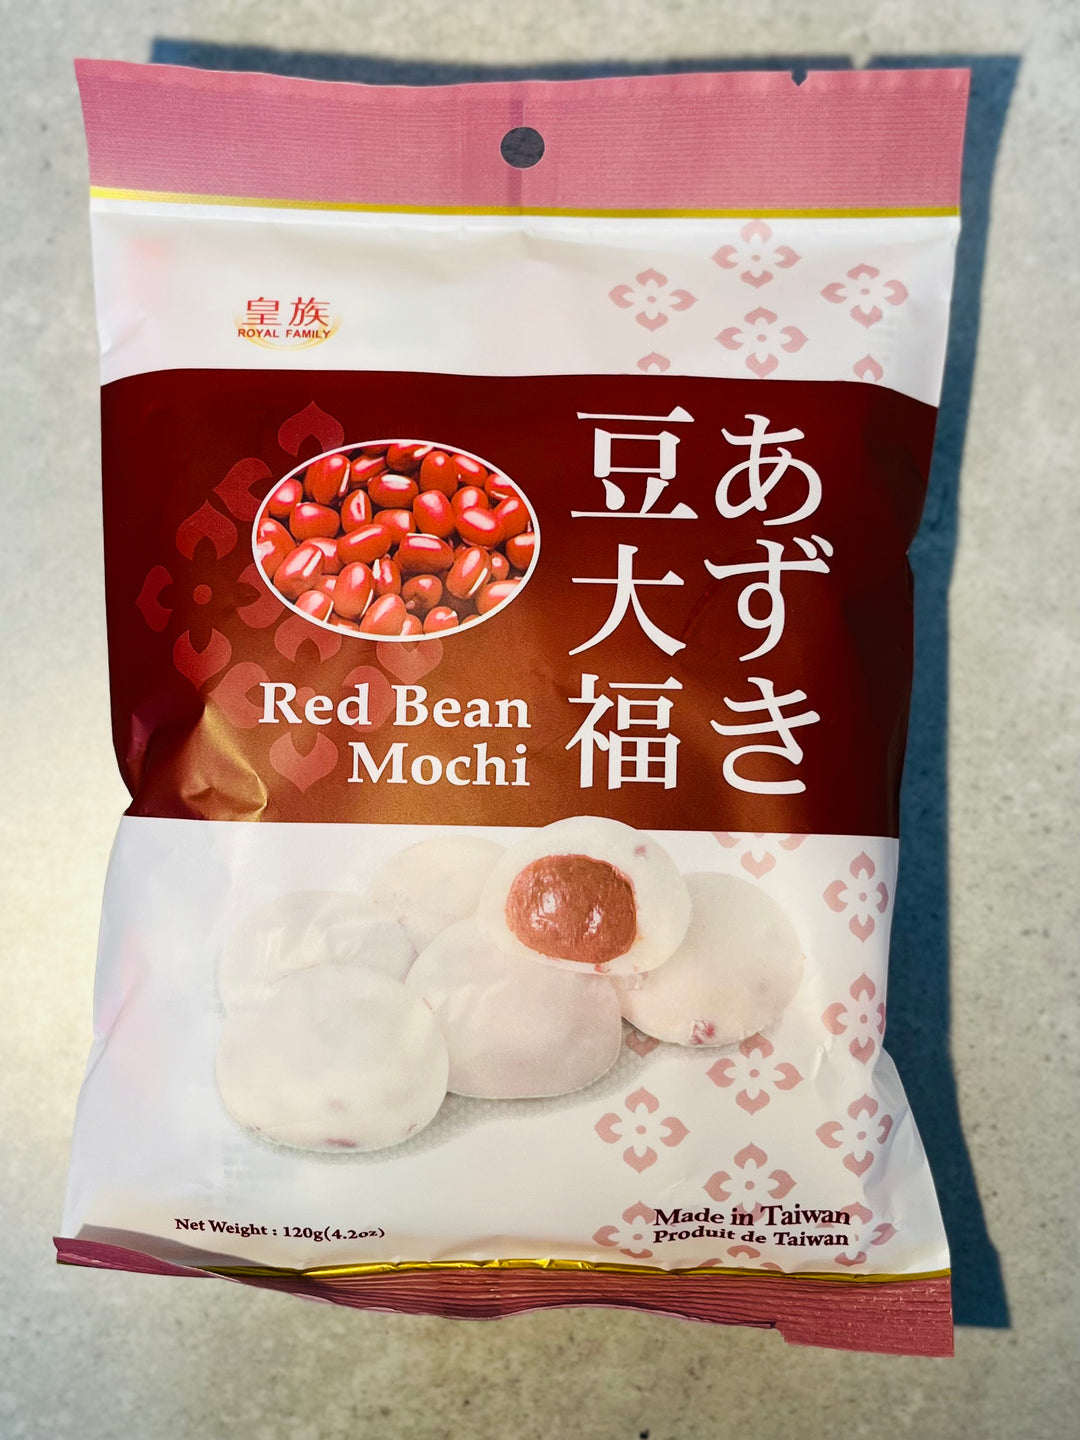 皇族
ROYAL FAMILY
あずき
豆大福
Red Bean
Mochi
Net Weight : 120g(4.2oz)
Made in Taiwan
Produit de Taiwan